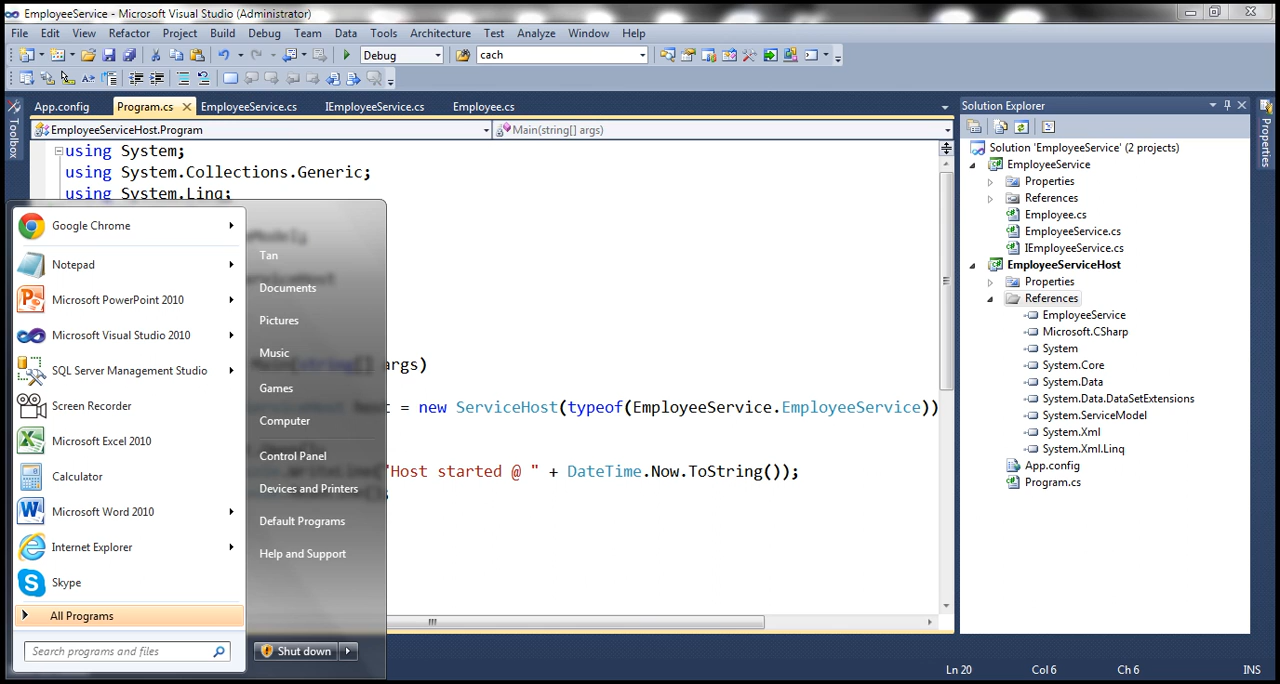 EmployeeService - Microsoft Visual Studio (Administrator)
File Edit View Refactor Project Build Debug Team Data Tools Architecture Test Analyze Window Help
Debug
cach
App.config Program.cs EmployeeService.cs IEmployeeService.cs Employee.cs
Toolbox
EmployeeServiceHost.Program
Main(string[] args)
using System;
using System.Collections.Generic;
using System.Linq;
Main(string[] args)
= new ServiceHost(typeof(EmployeeService.EmployeeService))
"Host started @ " + DateTime.Now.ToString());
Google Chrome
Notepad
Microsoft PowerPoint 2010
Microsoft Visual Studio 2010
SQL Server Management Studio
Screen Recorder
Microsoft Excel 2010
Calculator
Microsoft Word 2010
Internet Explorer
Skype
All Programs
Search programs and files
Tan
Documents
Pictures
Music
Games
Computer
Control Panel
Devices and Printers
Default Programs
Help and Support
Shut down
Solution Explorer
Solution 'EmployeeService' (2 projects)
EmployeeService
Properties
References
Employee.cs
EmployeeService.cs
IEmployeeService.cs
EmployeeServiceHost
Properties
References
EmployeeService
Microsoft.CSharp
System
System.Core
System.Data
System.Data.DataSetExtensions
System.ServiceModel
System.Xml
System.Xml.Linq
App.config
Program.cs
Properties
Ln 20 Col 6 Ch 6 INS